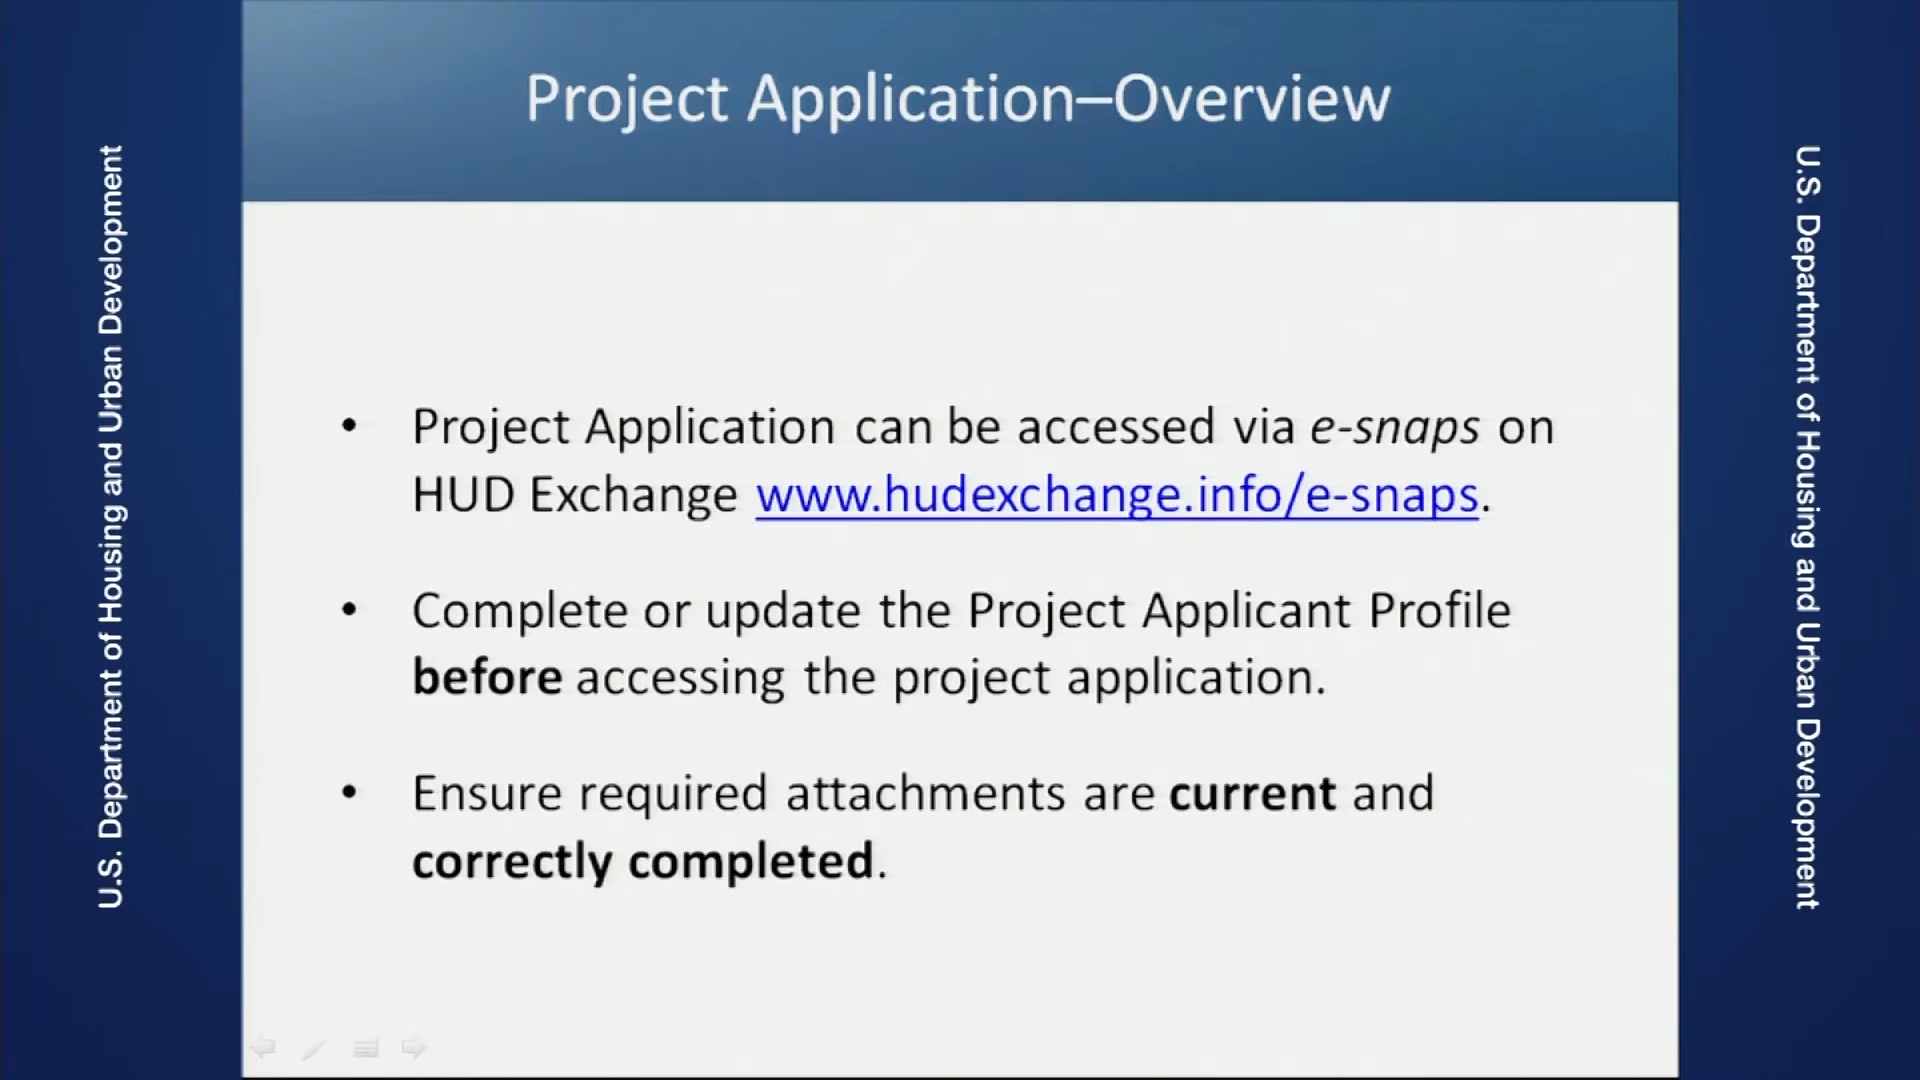 Project Application–Overview
U.S. Department of Housing and Urban Development
• Project Application can be accessed via e-snaps on
HUD Exchange www.hudexchange.info/e-snaps.
• Complete or update the Project Applicant Profile
before accessing the project application.
• Ensure required attachments are current and
correctly completed.
U.S. Department of Housing and Urban Development